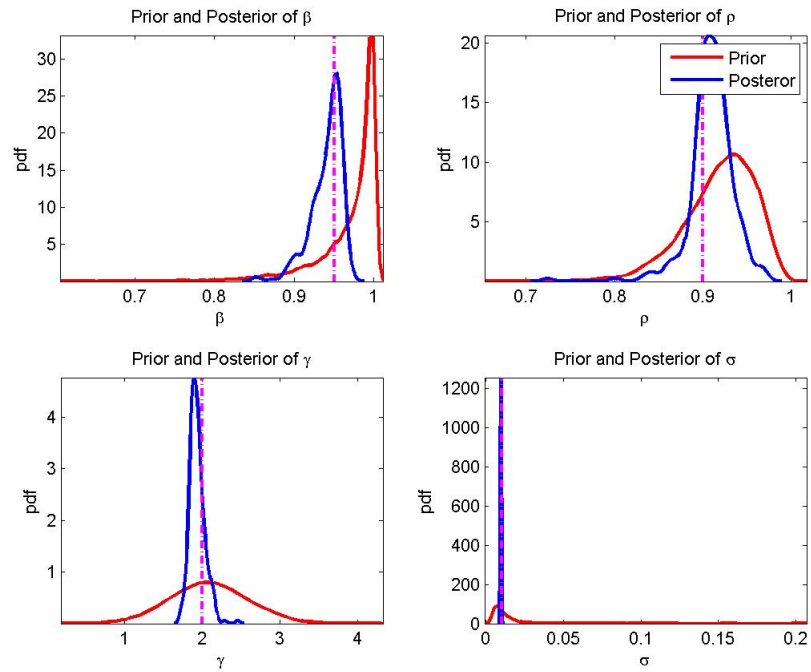 Prior and Posterior of β
30
25
20
15
10
5
pdf
0.7
0.8
0.9
1
β
Prior and Posterior of ρ
20
15
10
5
pdf
0.7
0.8
0.9
1
ρ
Prior
Posteror
Prior and Posterior of γ
4
3
2
1
pdf
1
2
3
4
γ
Prior and Posterior of σ
1200
1000
800
600
400
200
0
pdf
0
0.05
0.1
0.15
0.2
σ